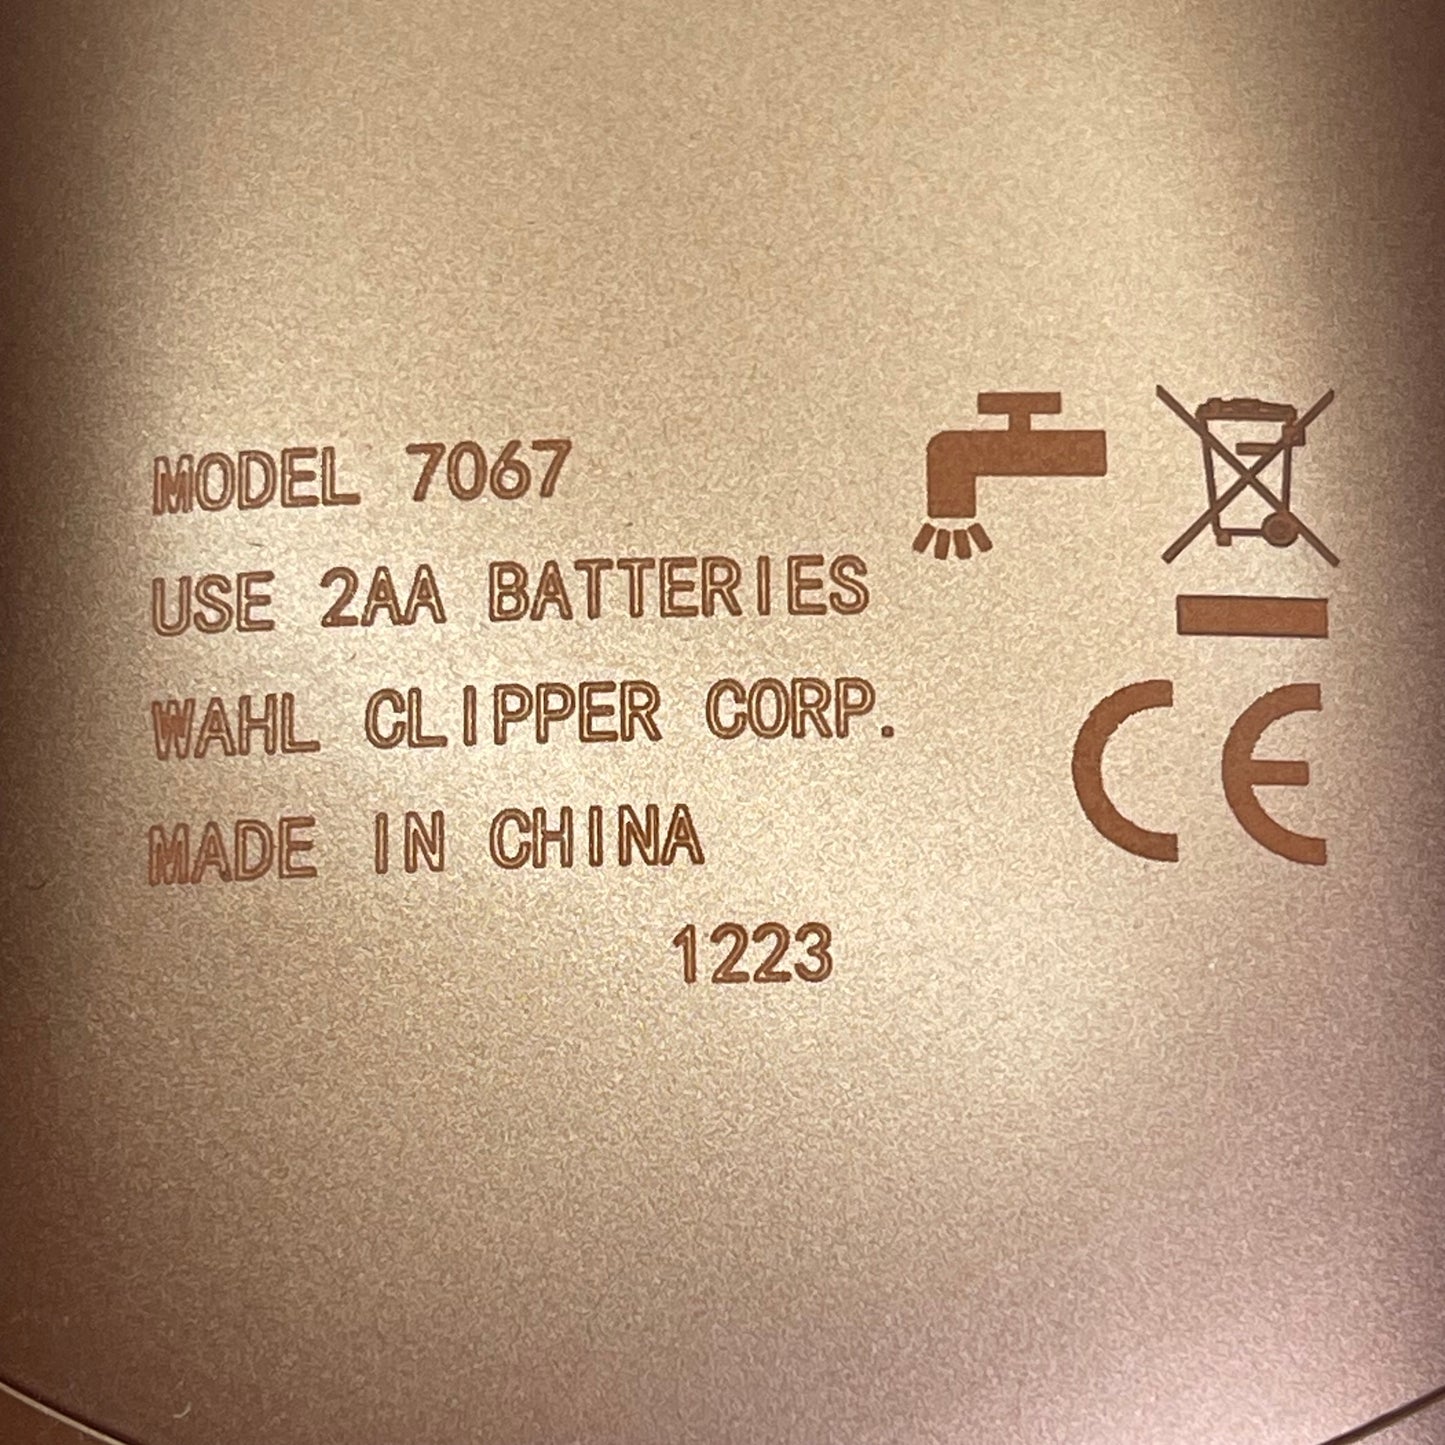 MODEL 7067
USE 2AA BATTERIES
WAHL CLIPPER CORP.
MADE IN CHINA
1223
CE